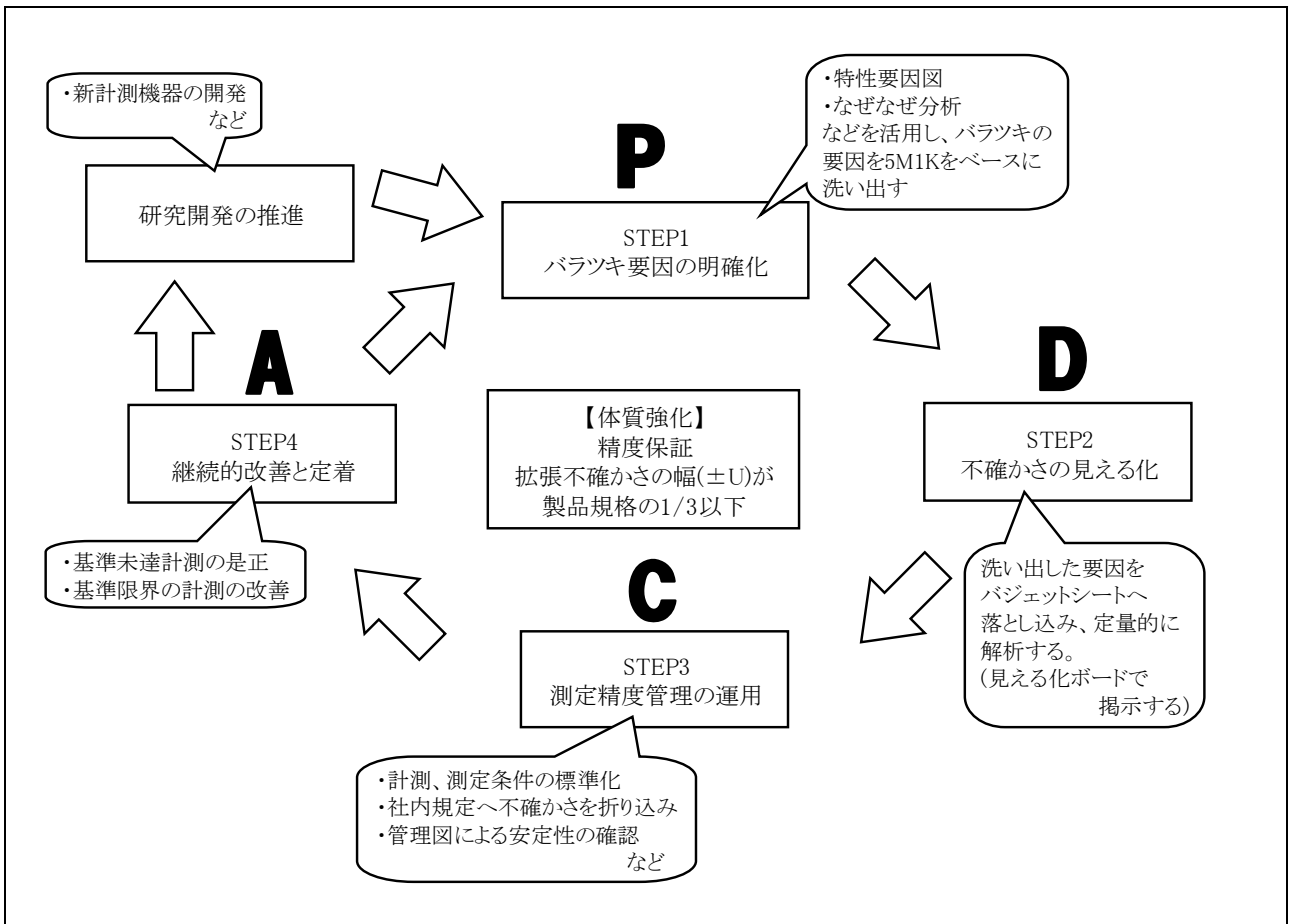 ・新計測機器の開発
など
研究開発の推進
P
・特性要因図
・なぜなぜ分析
などを活用し、バラツキの
要因を5M1Kをベースに
洗い出す
STEP1
バラツキ要因の明確化
A
STEP4
継続的改善と定着
・基準未達計測の是正
・基準限界の計測の改善
【体質強化】
精度保証
拡張不確かさの幅(±U)が
製品規格の1/3以下
D
STEP2
不確かさの見える化
洗い出した要因を
バジェットシートへ
落とし込み、定量的に
解析する。
(見える化ボードで
掲示する)
C
STEP3
測定精度管理の運用
・計測、測定条件の標準化
・社内規定へ不確かさを折り込み
・管理図による安定性の確認
など